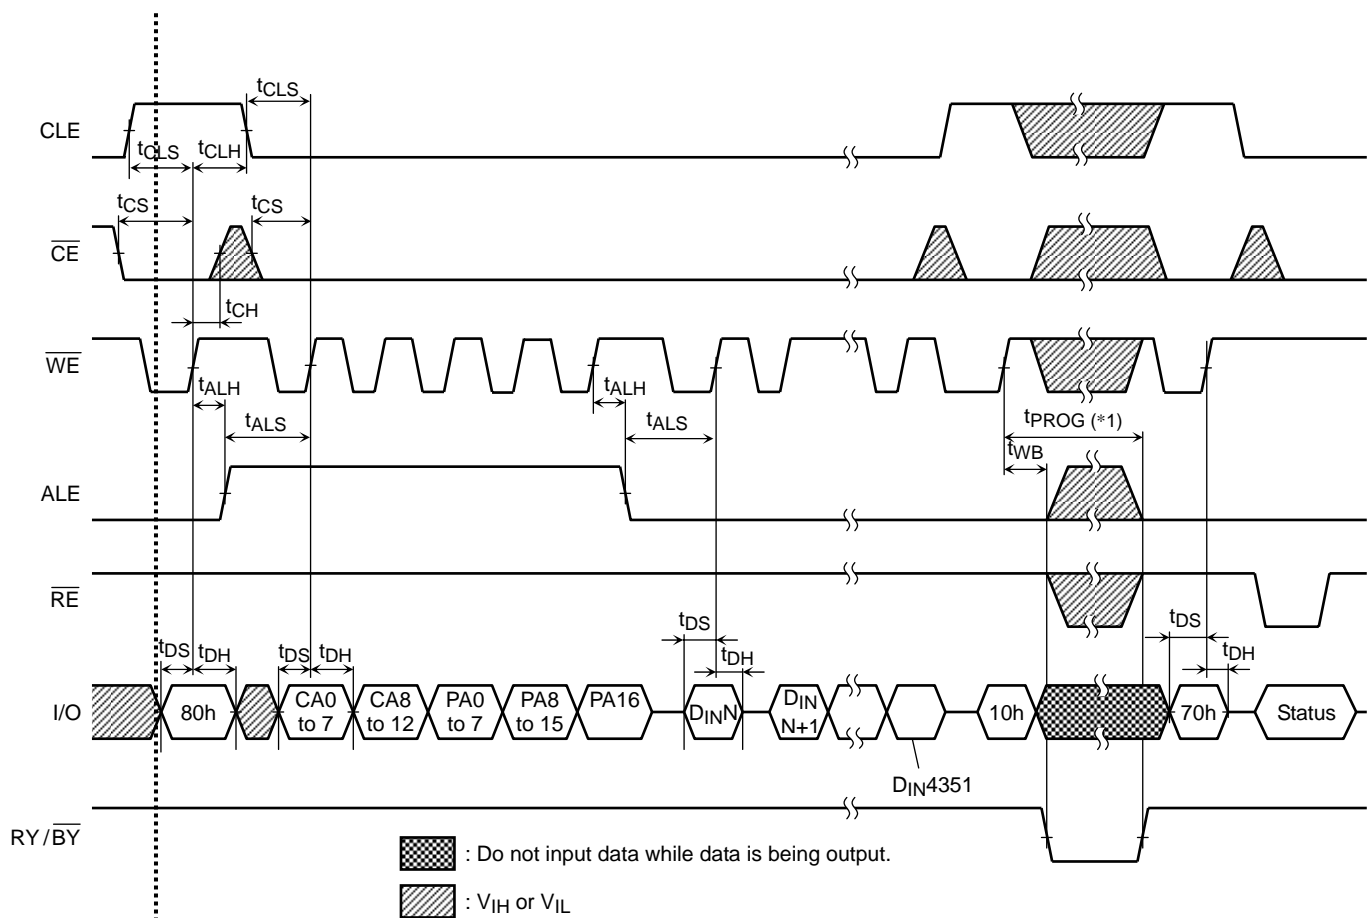 tCLS
CLE
tCLS tCLH
tCS tCS
CE
tCH
WE
tALH tALH
tALS tALS tPROG (*1)
tWB
ALE
RE
tDS tDH tDS tDH tDS tDH tDS tDH
I/O 80h CA0 to 7 CA8 to 12 PA0 to 7 PA8 to 15 PA16 DINN DIN N+1 10h 70h Status
DIN4351
RY/BY
: Do not input data while data is being output.
: VIH or VIL